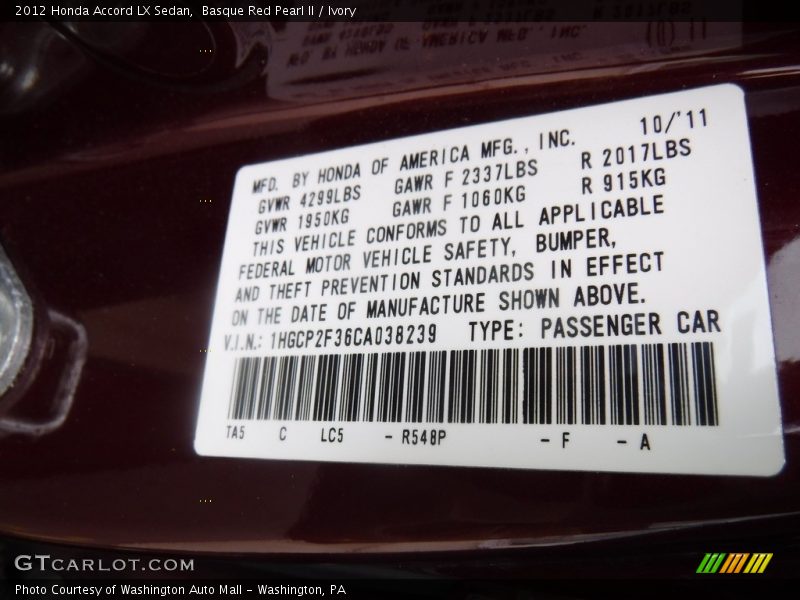 2012 Honda Accord LX Sedan, Basque Red Pearl II / Ivory
10/'11
MFD. BY HONDA OF AMERICA MFG., INC.
GVWR 4299LBS GAWR F 2337LBS R 2017LBS
GVWR 1950KG GAWR F 1060KG R 915KG
THIS VEHICLE CONFORMS TO ALL APPLICABLE
FEDERAL MOTOR VEHICLE SAFETY, BUMPER,
AND THEFT PREVENTION STANDARDS IN EFFECT
ON THE DATE OF MANUFACTURE SHOWN ABOVE.
V.I.N.: 1HGCP2F36CA038239 TYPE: PASSENGER CAR
TA5 C LC5 - R548P - F - A
GTCARLOT.COM
Photo Courtesy of Washington Auto Mall - Washington, PA